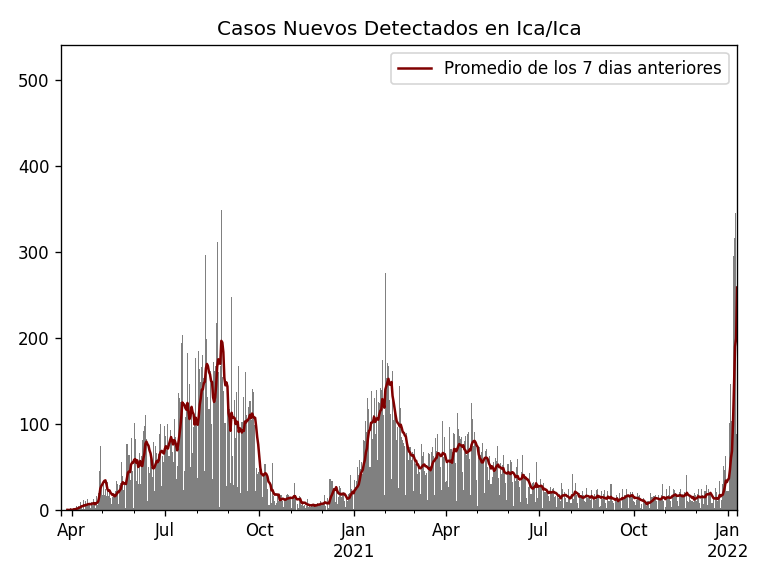 Casos Nuevos Detectados en Ica/Ica
Promedio de los 7 dias anteriores
500
400
300
200
100
0
Apr Jul Oct Jan Apr Jul Oct Jan
2021 2022